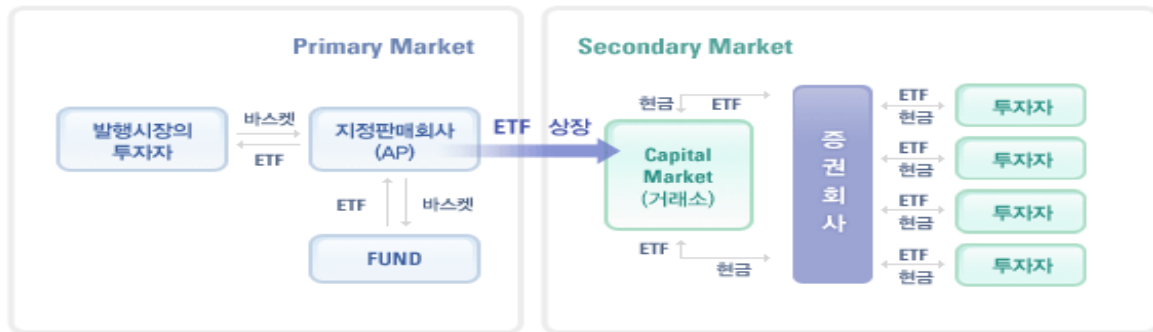 Primary Market
발행시장의
투자자
바스켓
ETF
지정판매회사
(AP)
ETF
바스켓
FUND
ETF 상장
Secondary Market
현금
ETF
Capital
Market
(거래소)
ETF
현금
증
권
회
사
ETF
현금
투자자
ETF
현금
투자자
ETF
현금
투자자
ETF
현금
투자자